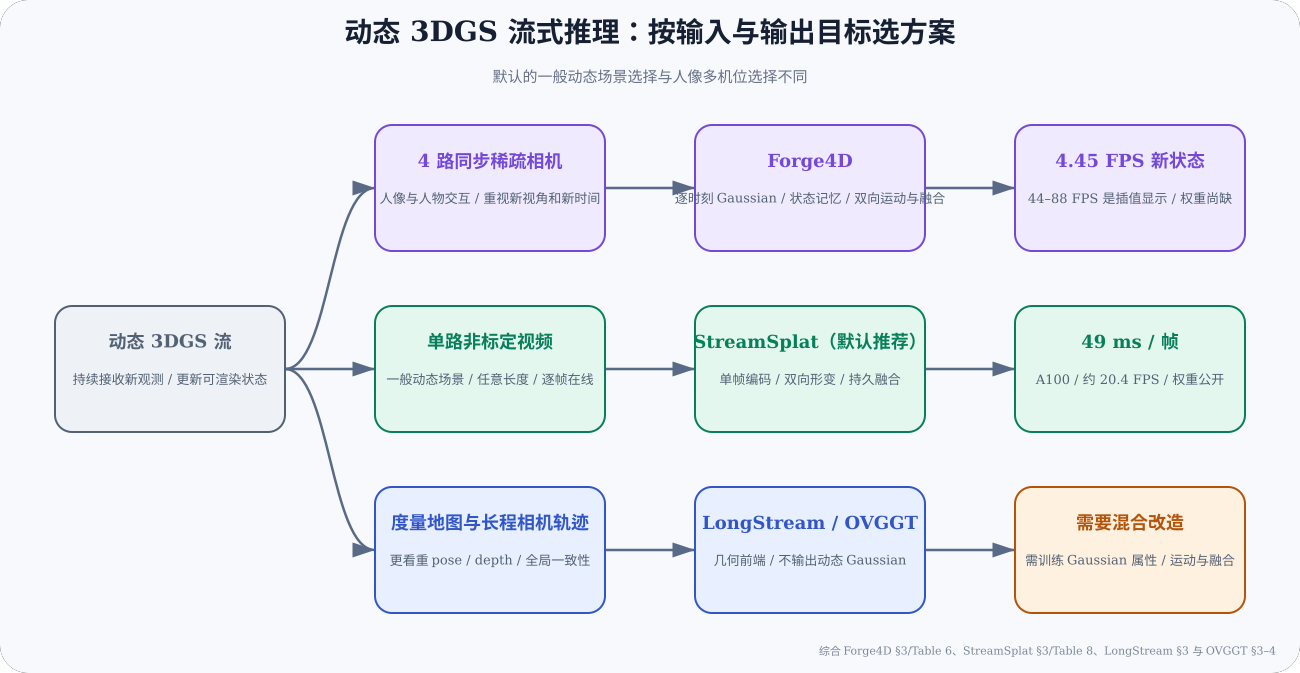 动态 3DGS 流式推理：按输入与输出目标选方案
默认的一般动态场景选择与人像多机位选择不同
4 路同步稀疏相机
人像与人物交互 / 重视新视角和新时间
Forge4D
逐时刻 Gaussian / 状态记忆 / 双向运动与融合
4.45 FPS 新状态
44–88 FPS 是插值显示 / 权重尚缺
动态 3DGS 流
持续接收新观测 / 更新可渲染状态
单路非标定视频
一般动态场景 / 任意长度 / 逐帧在线
StreamSplat（默认推荐）
单帧编码 / 双向形变 / 持久融合
49 ms / 帧
A100 / 约 20.4 FPS / 权重公开
度量地图与长程相机轨迹
更看重 pose / depth / 全局一致性
LongStream / OVGGT
几何前端 / 不输出动态 Gaussian
需要混合改造
需训练 Gaussian 属性 / 运动与融合
综合 Forge4D §3/Table 6、StreamSplat §3/Table 8、LongStream §3 与 OVGGT §3–4